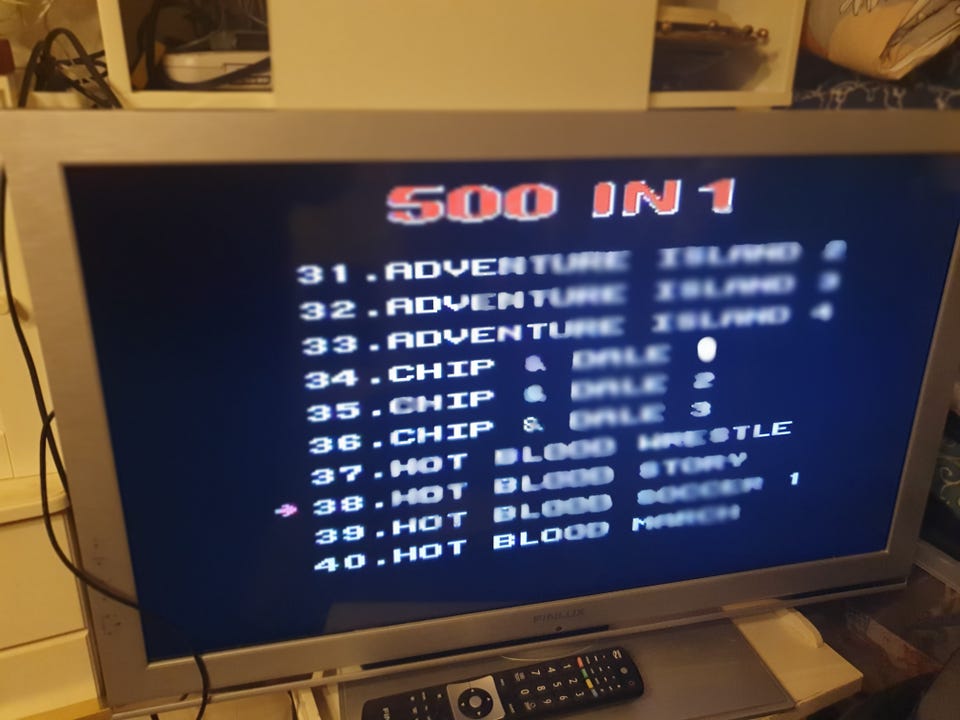 500 IN 1
31.ADVENTURE ISLAND 2
32.ADVENTURE ISLAND 3
33.ADVENTURE ISLAND 4
34.CHIP & DALE
35.CHIP & DALE 2
36.CHIP & DALE 3
37.HOT BLOOD WRESTLE
→ 38.HOT BLOOD STORY
39.HOT BLOOD SOCCER 1
40.HOT BLOOD MARCH
FINLUX